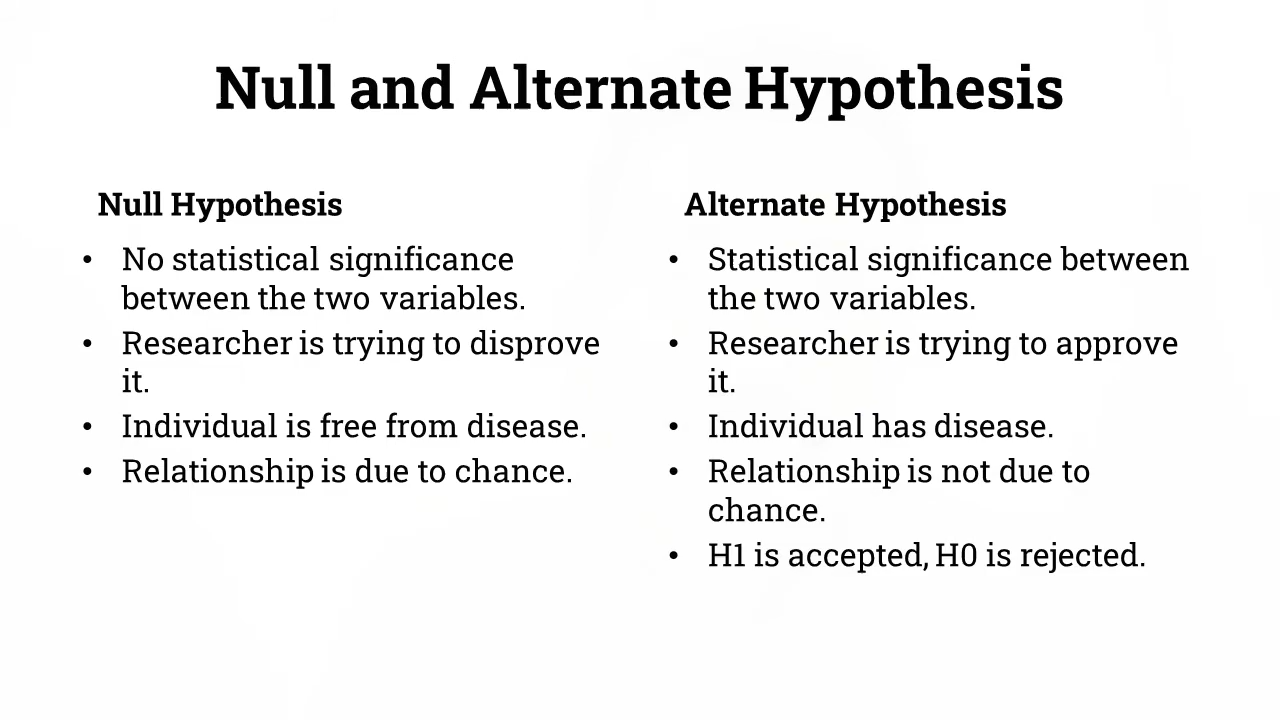 Null and Alternate Hypothesis
Null Hypothesis
• No statistical significance
between the two variables.
• Researcher is trying to disprove
it.
• Individual is free from disease.
• Relationship is due to chance.
Alternate Hypothesis
• Statistical significance between
the two variables.
• Researcher is trying to approve
it.
• Individual has disease.
• Relationship is not due to
chance.
• H1 is accepted, H0 is rejected.